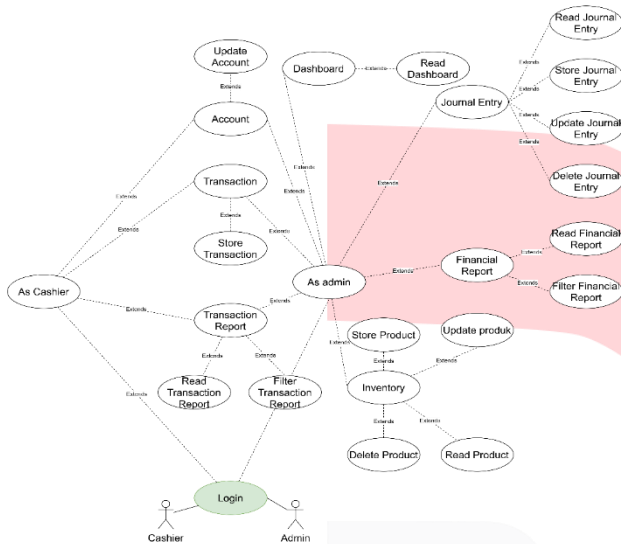 Update
Account
Extends
Account
Dashboard
Extends
Read
Dashboard
Read Journal
Entry
Extends
Store Journal
Entry
Extends
Journal Entry
Extends
Update Journal
Entry
Extends
Delete Journal
Entry
Extends
Extends
Extends
Transaction
Extends
Extends
Extends
Store
Transaction
Extends
As Cashier
As admin
Extends
Financial
Report
Extends
Read Financial
Report
Extends
Filter Financial
Report
Extends
Transaction
Report
Extends
Extends
Extends
Read
Transaction
Report
Filter
Transaction
Report
Extends
Store Product
Extends
Update produk
Extends
Extends
Inventory
Extends
Extends
Delete Product
Read Product
Login
Cashier
Admin